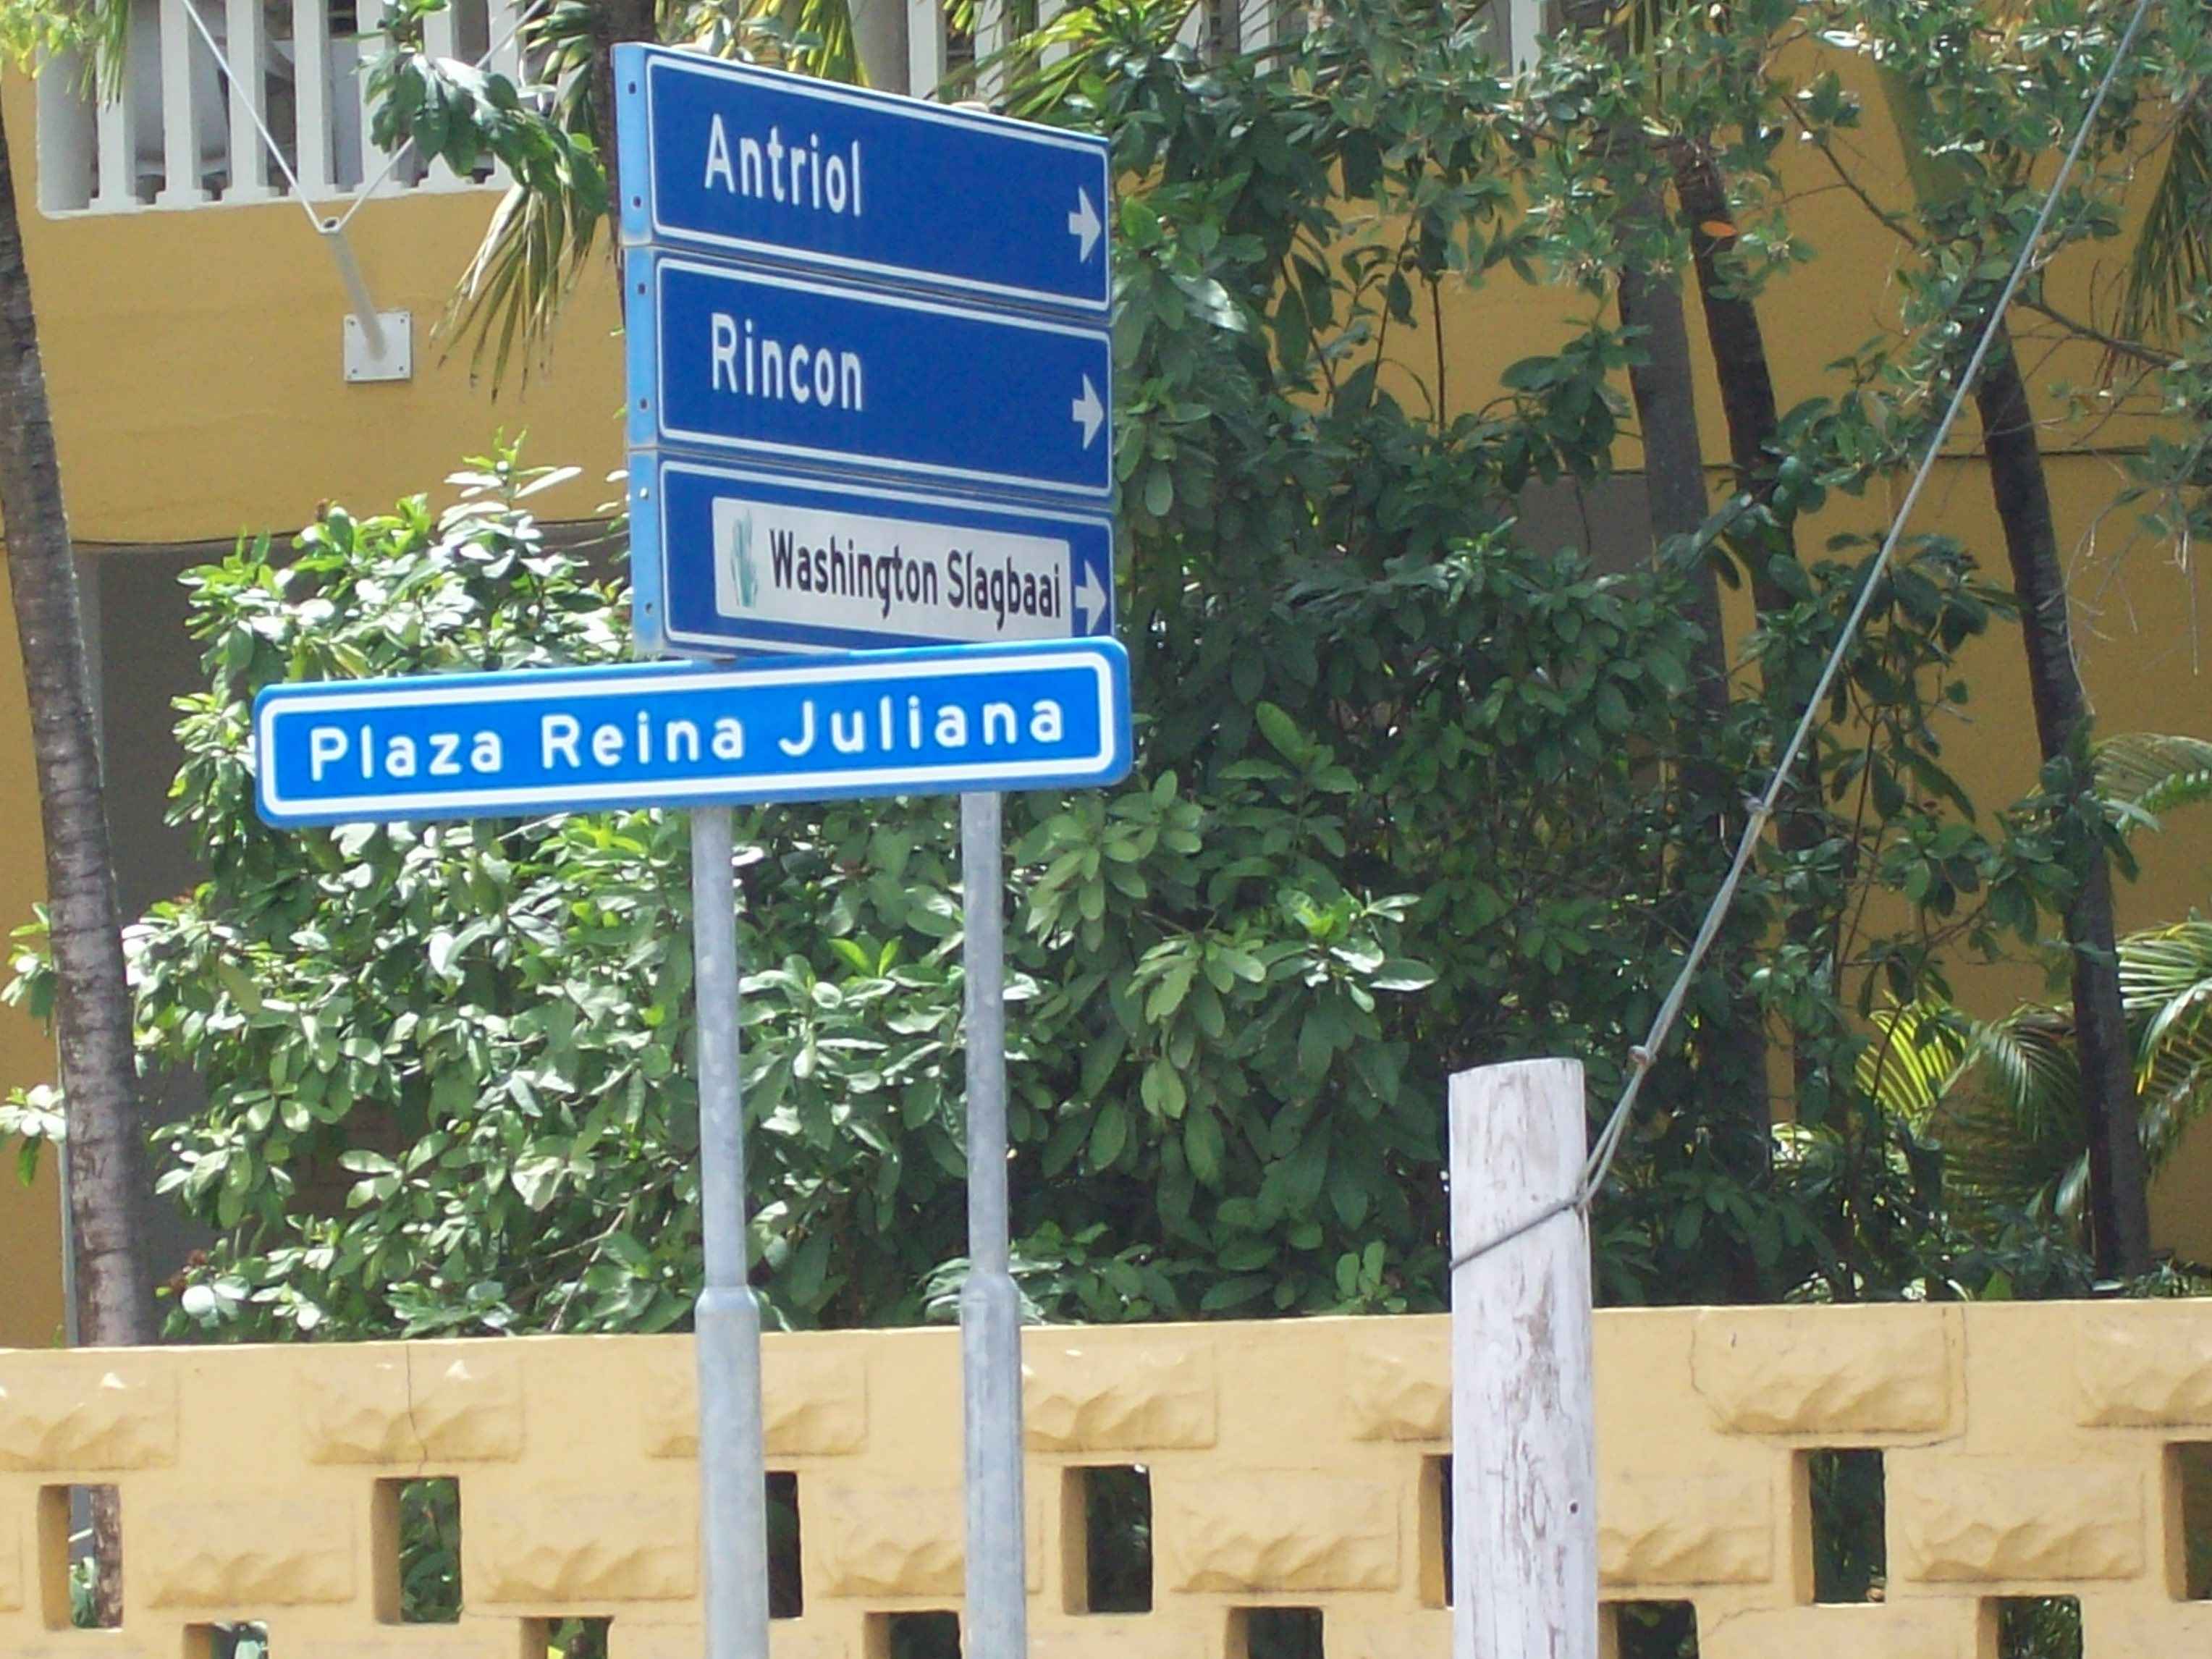 Antriol
Rincon
Washington Slagbaai
Plaza Reina Juliana